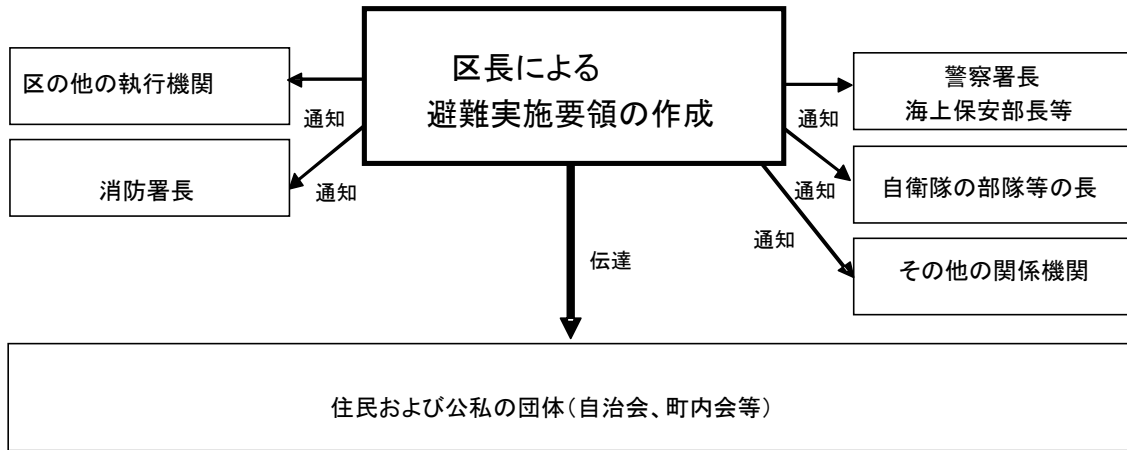 区長による
避難実施要領の作成
区の他の執行機関
通知
消防署長
通知
警察署長
海上保安部長等
通知
自衛隊の部隊等の長
通知
その他の関係機関
通知
伝達
住民および公私の団体（自治会、町内会等）